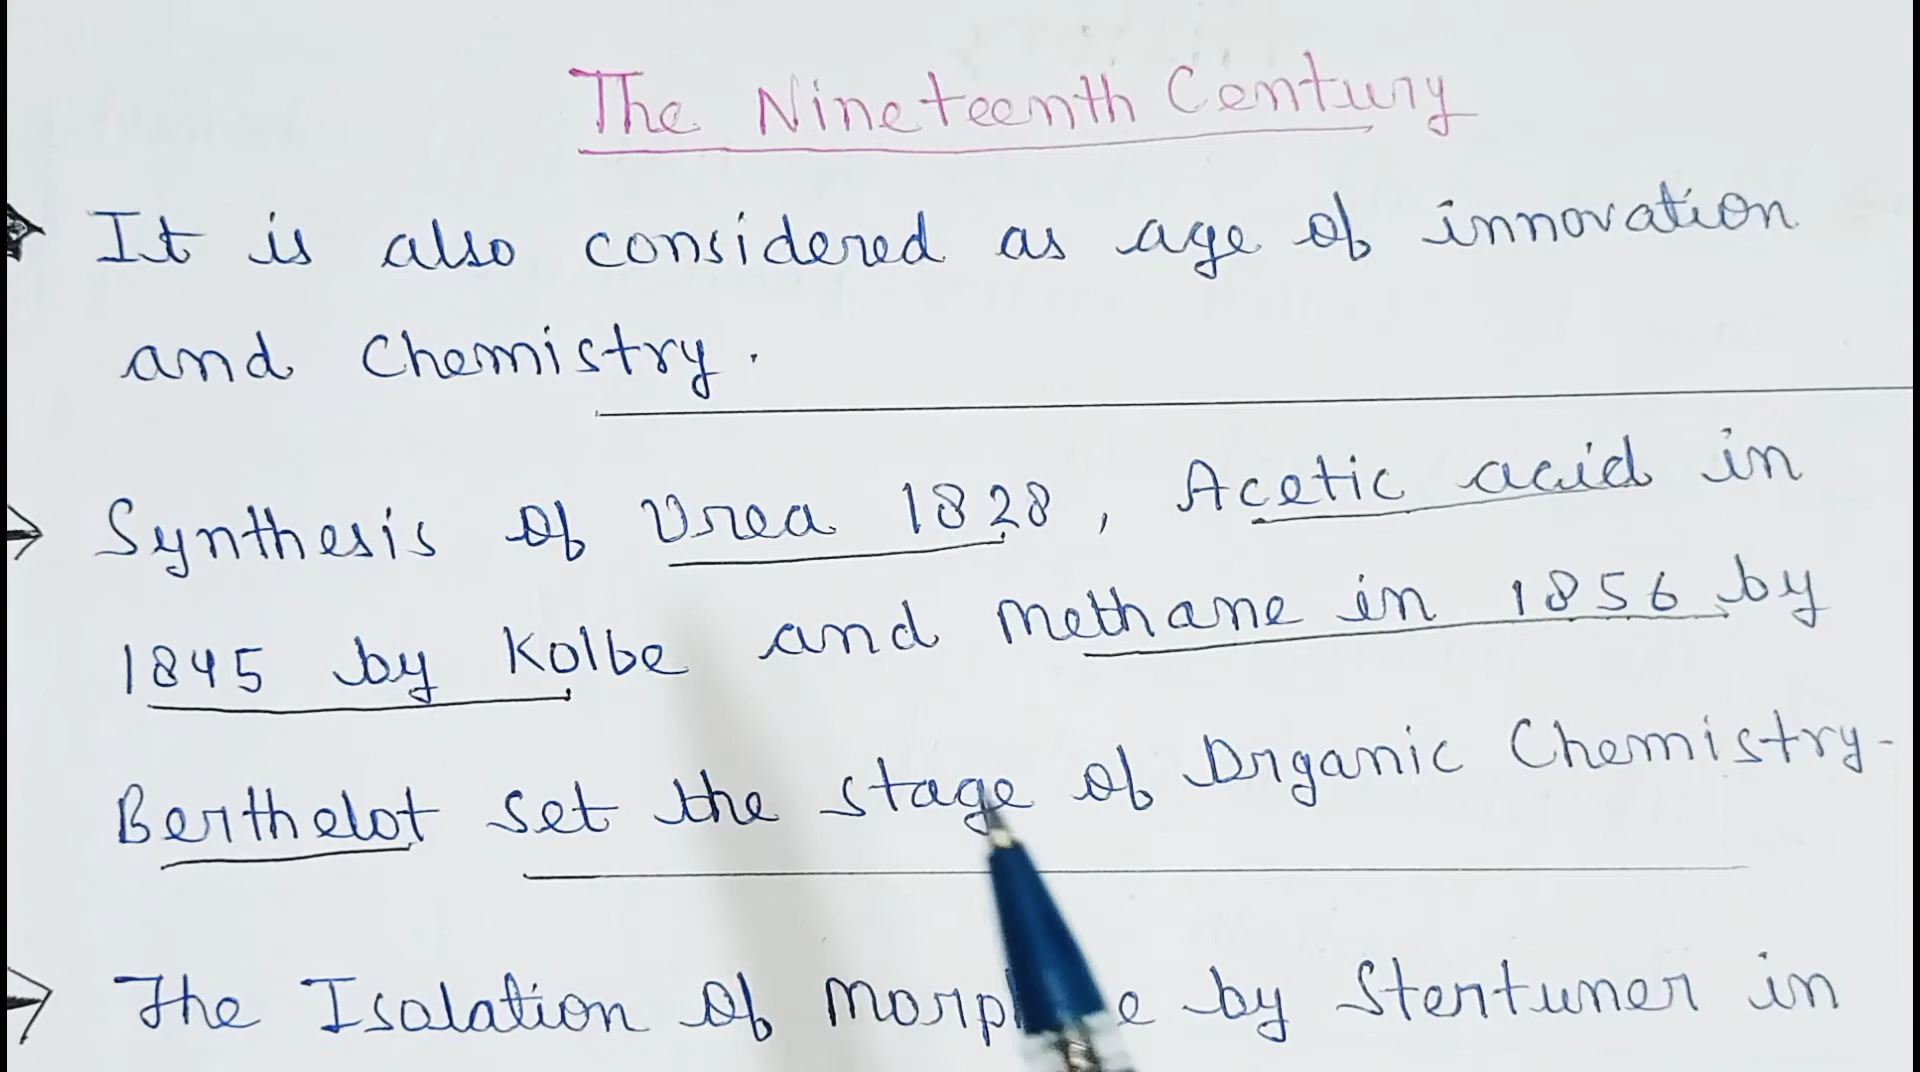 The Nineteenth Century
It is also considered as age of innovation
and Chemistry.
Synthesis of Urea 1828, Acetic acid in
1845 by Kolbe and Methane in 1856 by
Berthelot set the stage of Organic Chemistry-
The Isolation of by Stertuner in